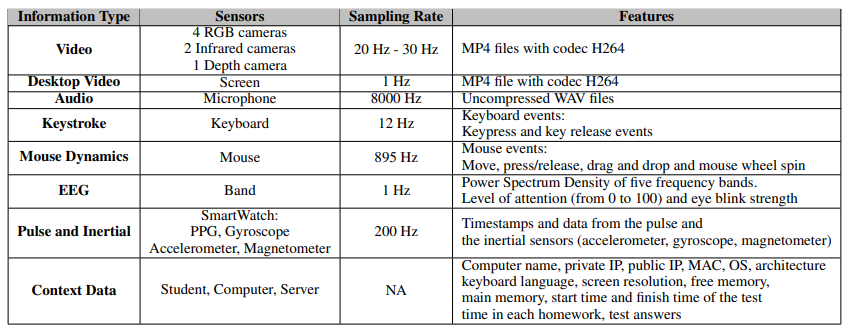 Information Type Sensors Sampling Rate Features
Video
4 RGB cameras
2 Infrared cameras
1 Depth camera
20 Hz - 30 Hz
MP4 files with codec H264
Desktop Video Screen 1 Hz MP4 file with codec H264
Audio Microphone 8000 Hz Uncompressed WAV files
Keystroke Keyboard 12 Hz
Keyboard events:
Keypress and key release events
Mouse Dynamics Mouse 895 Hz
Mouse events:
Move, press/release, drag and drop and mouse wheel spin
EEG Band 1 Hz
Power Spectrum Density of five frequency bands.
Level of attention (from 0 to 100) and eye blink strength
Pulse and Inertial
SmartWatch:
PPG, Gyroscope
Accelerometer, Magnetometer
200 Hz
Timestamps and data from the pulse and
the inertial sensors (accelerometer, gyroscope, magnetometer)
Context Data Student, Computer, Server NA
Computer name, private IP, public IP, MAC, OS, architecture
keyboard language, screen resolution, free memory,
main memory, start time and finish time of the test
time in each homework, test answers